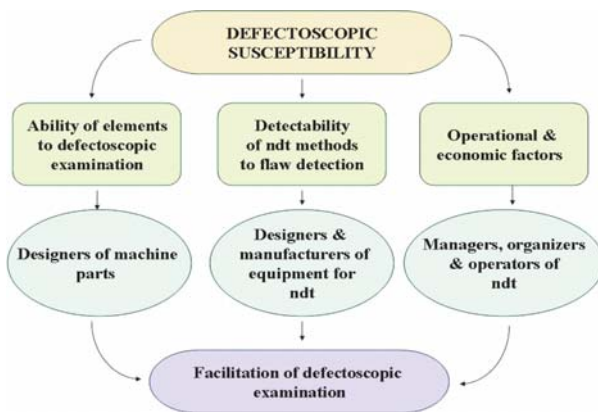 DEFECTOSCOPIC
SUSCEPTIBILITY
Ability of elements
to defectoscopic
examination
Detectability
of ndt methods
to flaw detection
Operational &
economic factors
Designers of machine
parts
Designers &
manufacturers of
equipment for
ndt
Managers, organizers
& operators of
ndt
Facilitation of defectoscopic
examination